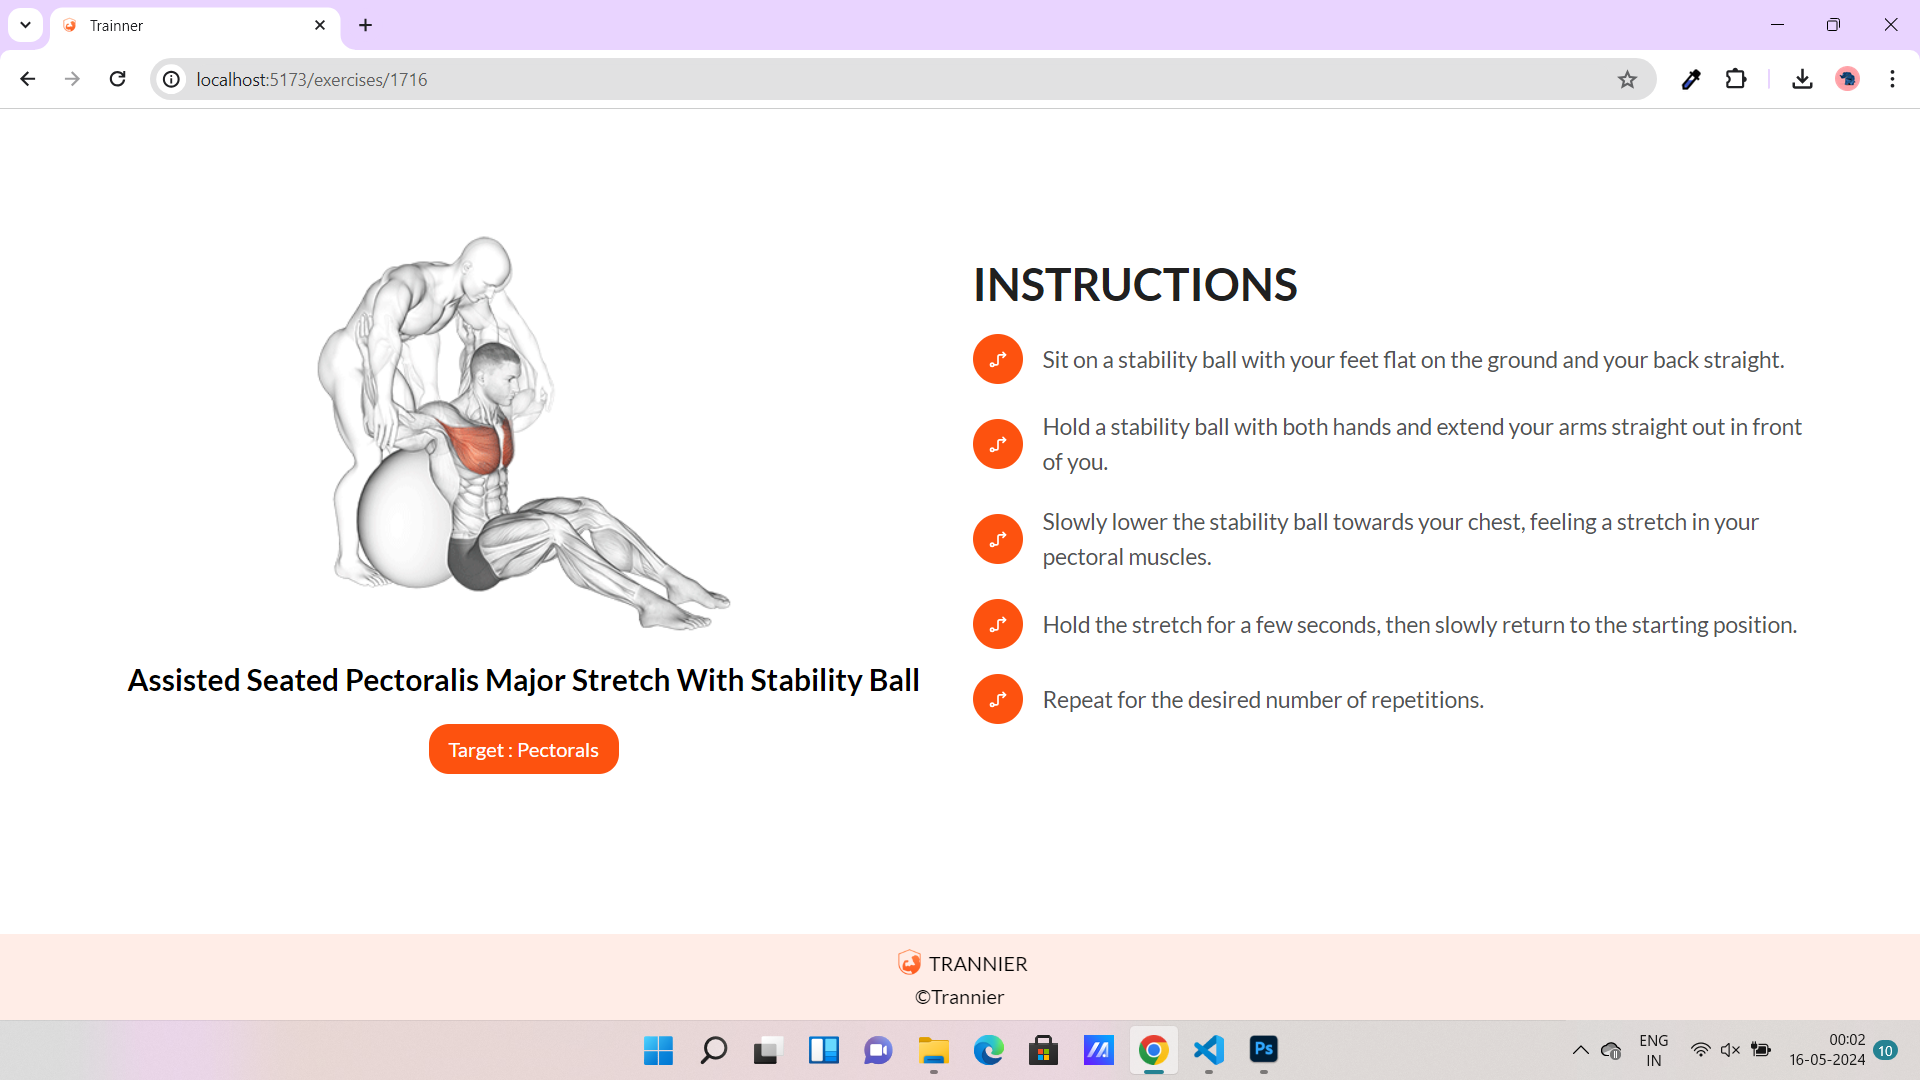 Trainner
localhost:5173/exercises/1716
INSTRUCTIONS
Sit on a stability ball with your feet flat on the ground and your back straight.
Hold a stability ball with both hands and extend your arms straight out in front
of you.
Slowly lower the stability ball towards your chest, feeling a stretch in your
pectoral muscles.
Hold the stretch for a few seconds, then slowly return to the starting position.
Repeat for the desired number of repetitions.
Assisted Seated Pectoralis Major Stretch With Stability Ball
Target : Pectorals
TRANNIER
©Trannier
Ps
ENG
IN
00:02
16-05-2024
10